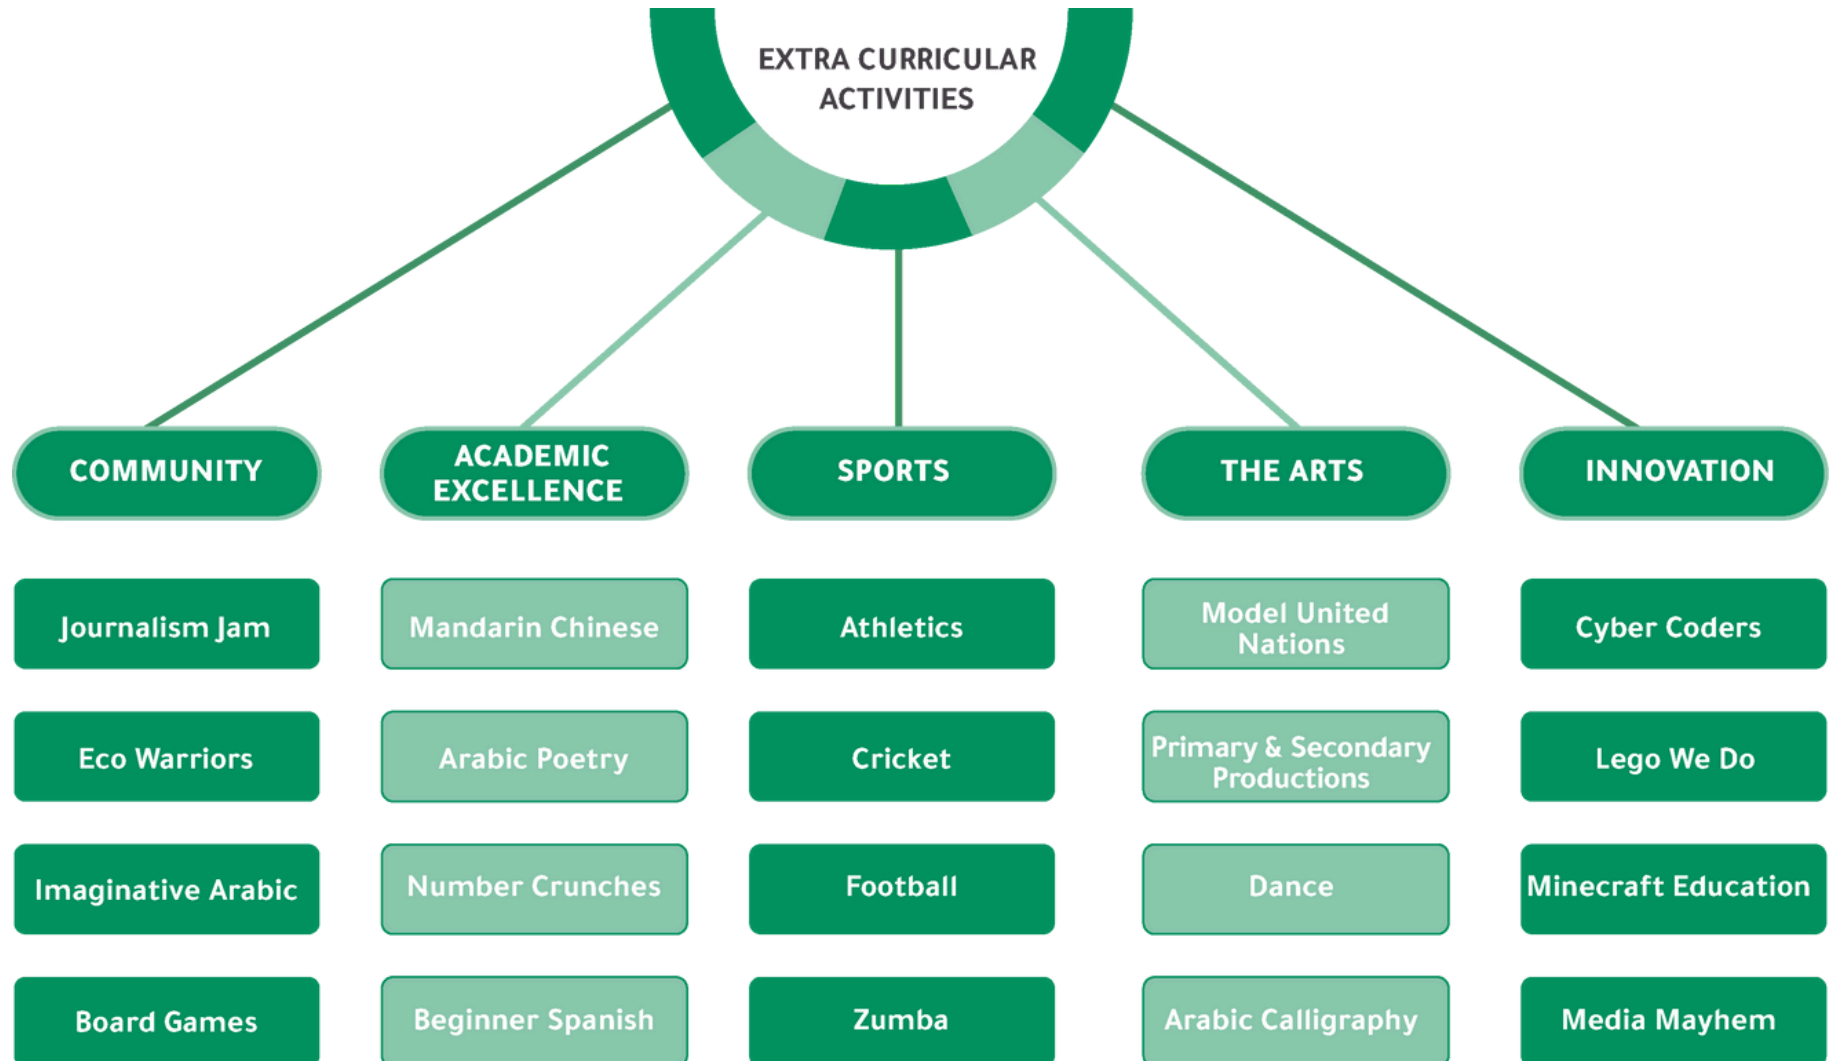 EXTRA CURRICULAR
ACTIVITIES
COMMUNITY
ACADEMIC
EXCELLENCE
SPORTS
THE ARTS
INNOVATION
Journalism Jam
Mandarin Chinese
Athletics
Model United
Nations
Cyber Coders
Eco Warriors
Arabic Poetry
Cricket
Primary & Secondary
Productions
Lego We Do
Imaginative Arabic
Number Crunches
Football
Dance
Minecraft Education
Board Games
Beginner Spanish
Zumba
Arabic Calligraphy
Media Mayhem